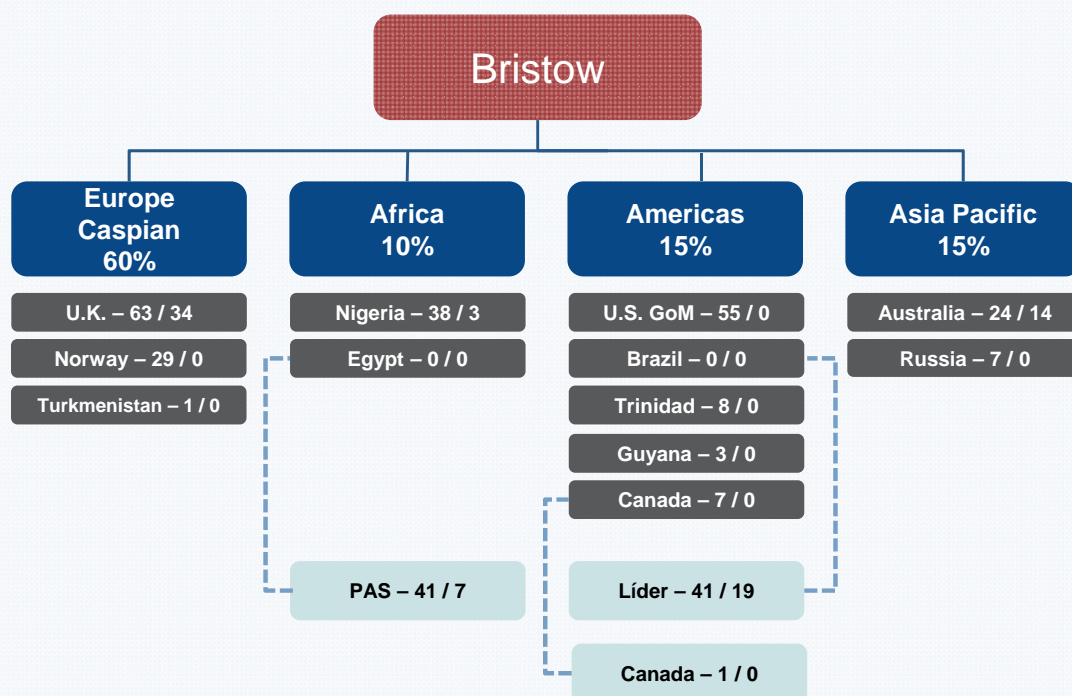 Bristow
Europe
Caspian
60%
Africa
10%
Americas
15%
Asia Pacific
15%
U.K. – 63 / 34
Norway – 29 / 0
Turkmenistan – 1 / 0
Nigeria – 38 / 3
Egypt – 0 / 0
U.S. GoM – 55 / 0
Brazil – 0 / 0
Trinidad – 8 / 0
Guyana – 3 / 0
Canada – 7 / 0
Australia – 24 / 14
Russia – 7 / 0
PAS – 41 / 7
Líder – 41 / 19
Canada – 1 / 0